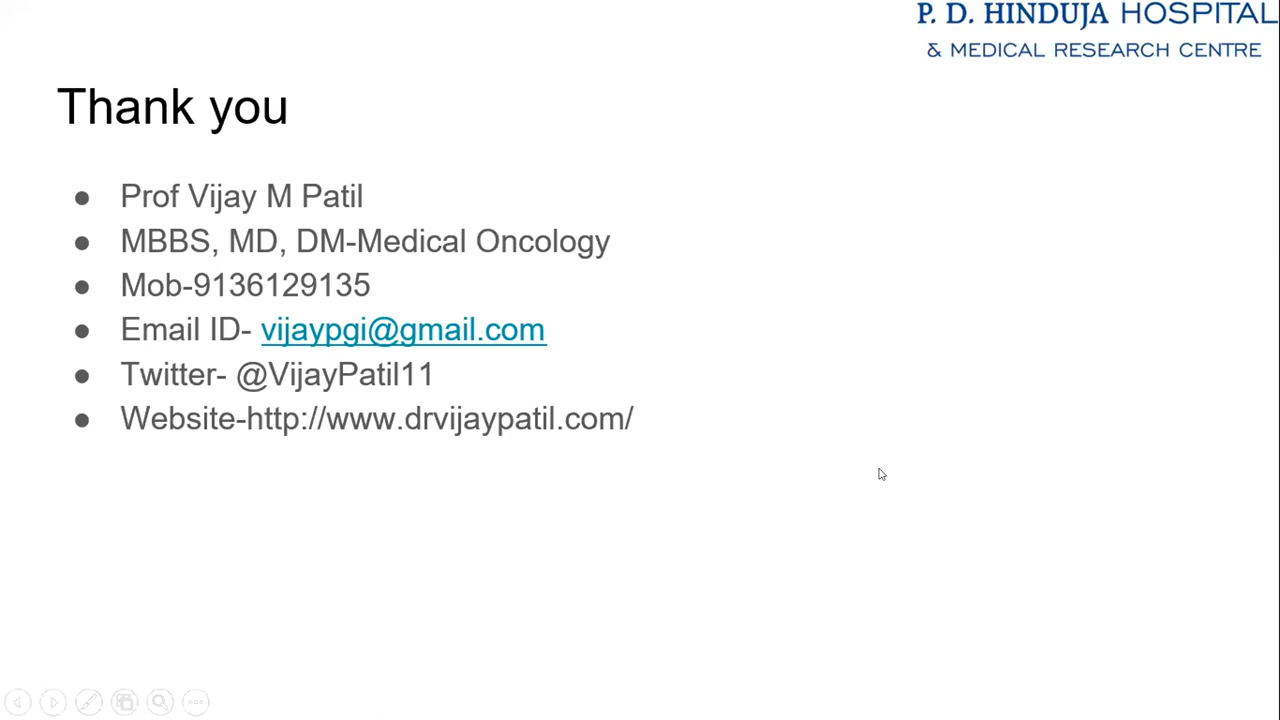 P. D. HINDUJA HOSPITAL
& MEDICAL RESEARCH CENTRE
Thank you
● Prof Vijay M Patil
● MBBS, MD, DM-Medical Oncology
● Mob-9136129135
● Email ID- vijaypgi@gmail.com
● Twitter- @VijayPatil11
● Website-http://www.drvijaypatil.com/